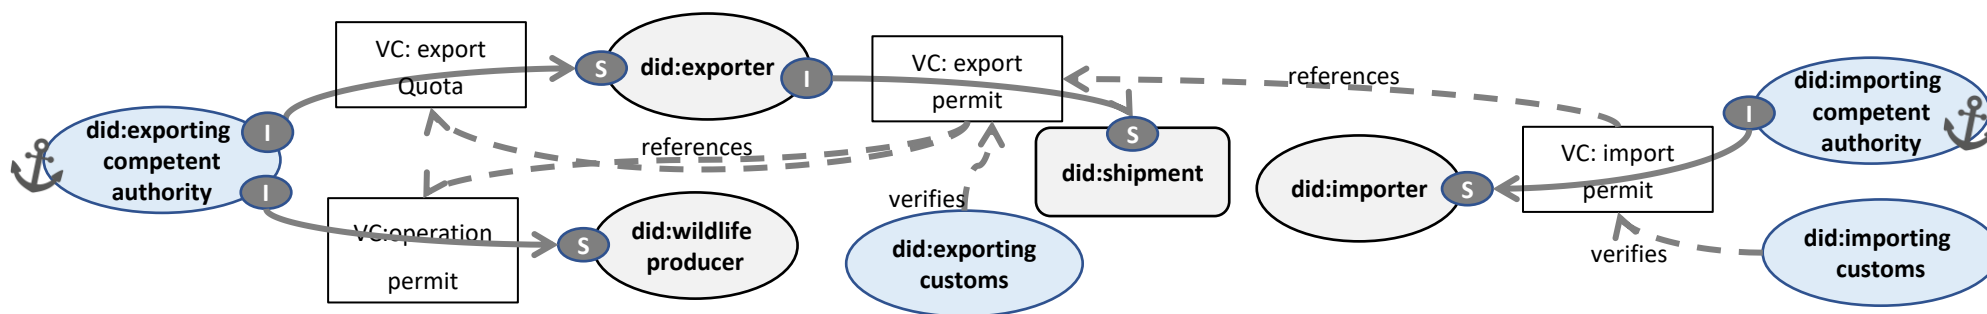 VC: export
Quota
S
did:exporter
I
VC: export
permit
references
did:importing
competent
authority
I
did:exporting
competent
authority
I
I
references
S
did:shipment
VC: import
permit
did:importer
S
VC:operation
permit
S
did:wildlife
producer
verifies
did:exporting
customs
verifies
did:importing
customs